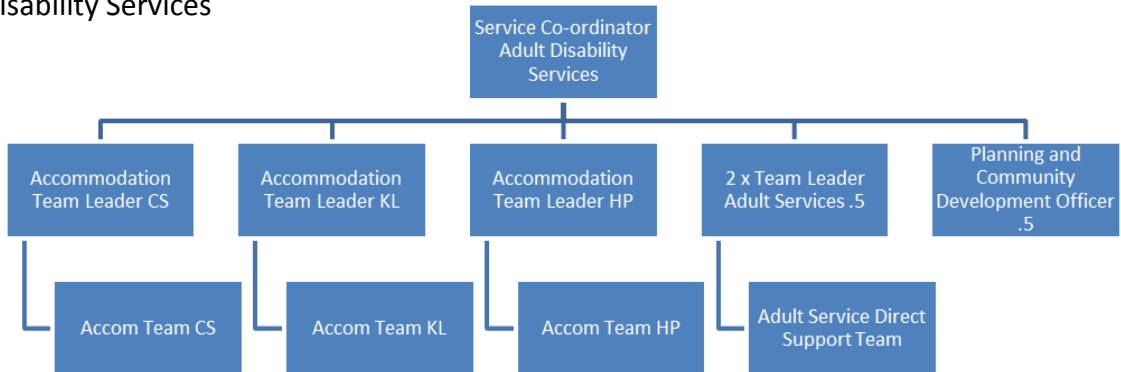 isability Services
Service Co-ordinator
Adult Disability
Services
Accommodation
Team Leader CS
Accommodation
Team Leader KL
Accommodation
Team Leader HP
2 x Team Leader
Adult Services .5
Planning and
Community
Development Officer
.5
Accom Team CS
Accom Team KL
Accom Team HP
Adult Service Direct
Support Team